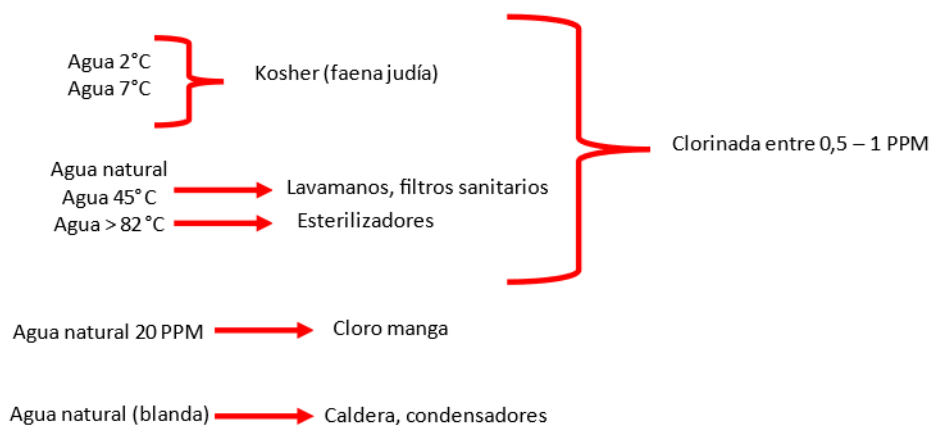 Agua 2°C
Agua 7°C
Kosher (faena judía)
Clorinada entre 0,5 – 1 PPM
Agua natural
Agua 45°C
Lavamanos, filtros sanitarios
Agua > 82°C
Esterilizadores
Agua natural 20 PPM
Cloro manga
Agua natural (blanda)
Caldera, condensadores